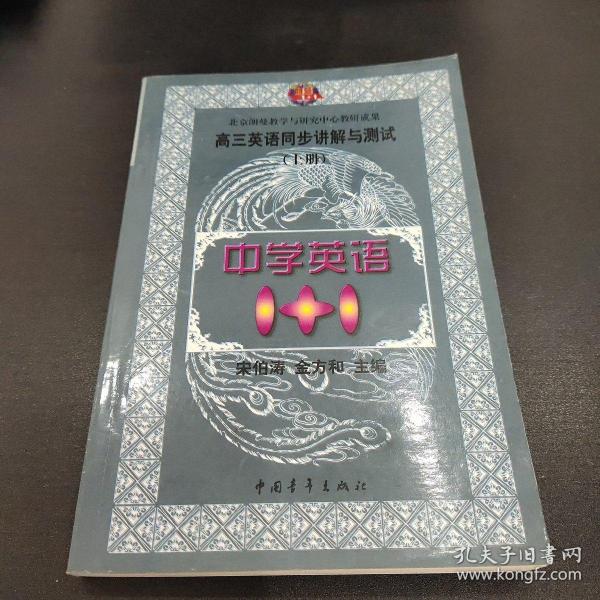 北京朗曼教学与研究中心教研成果
高三英语同步讲解与测试
(上册)
中学英语
1+1
宋伯涛 金方和 主编
中国青年出版社
孔夫子旧书网
www.kongfz.com